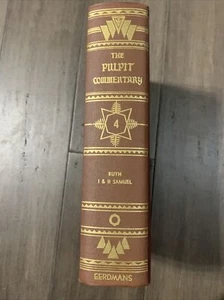 THE
PULPIT
COMMENTARY
4
RUTH
I & II SAMUEL
EERDMANS